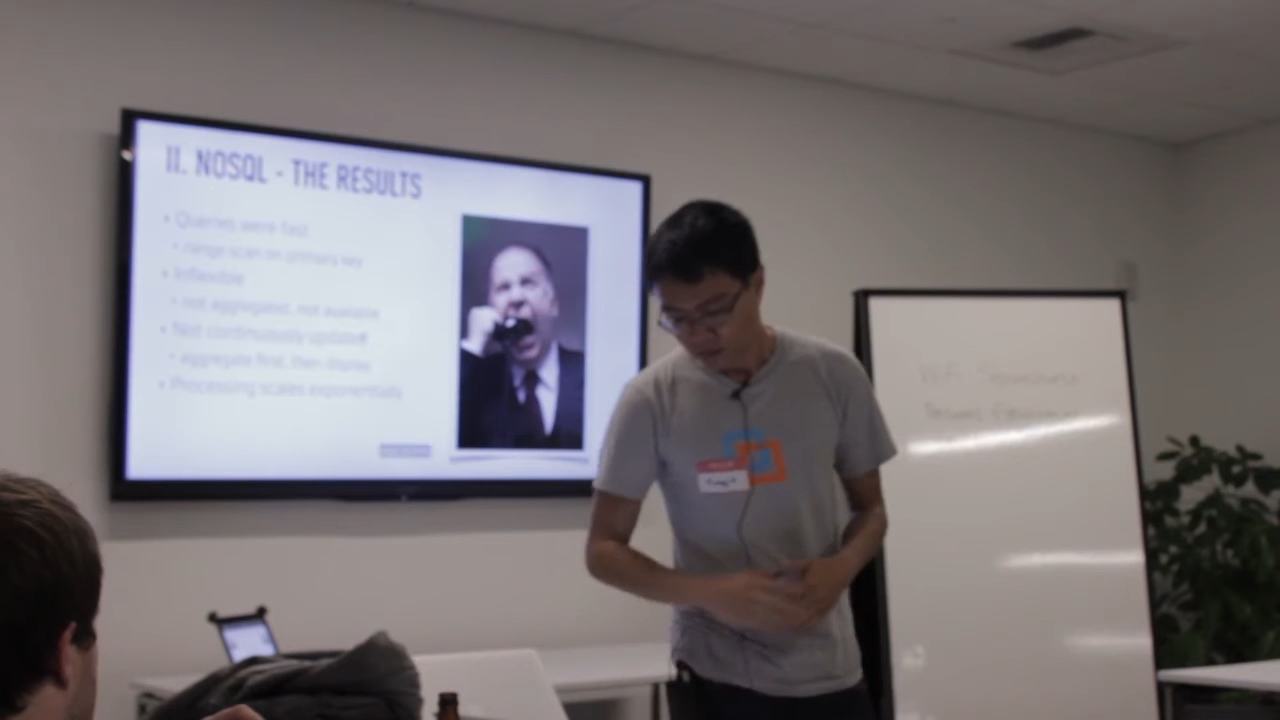 II. NOSQL - THE RESULTS
• Queries were fast
• range scan on primary key
• Inflexible
• not aggregated, not available
• Not continuously updated
• aggregate first, then display
• Processing scales exponentially